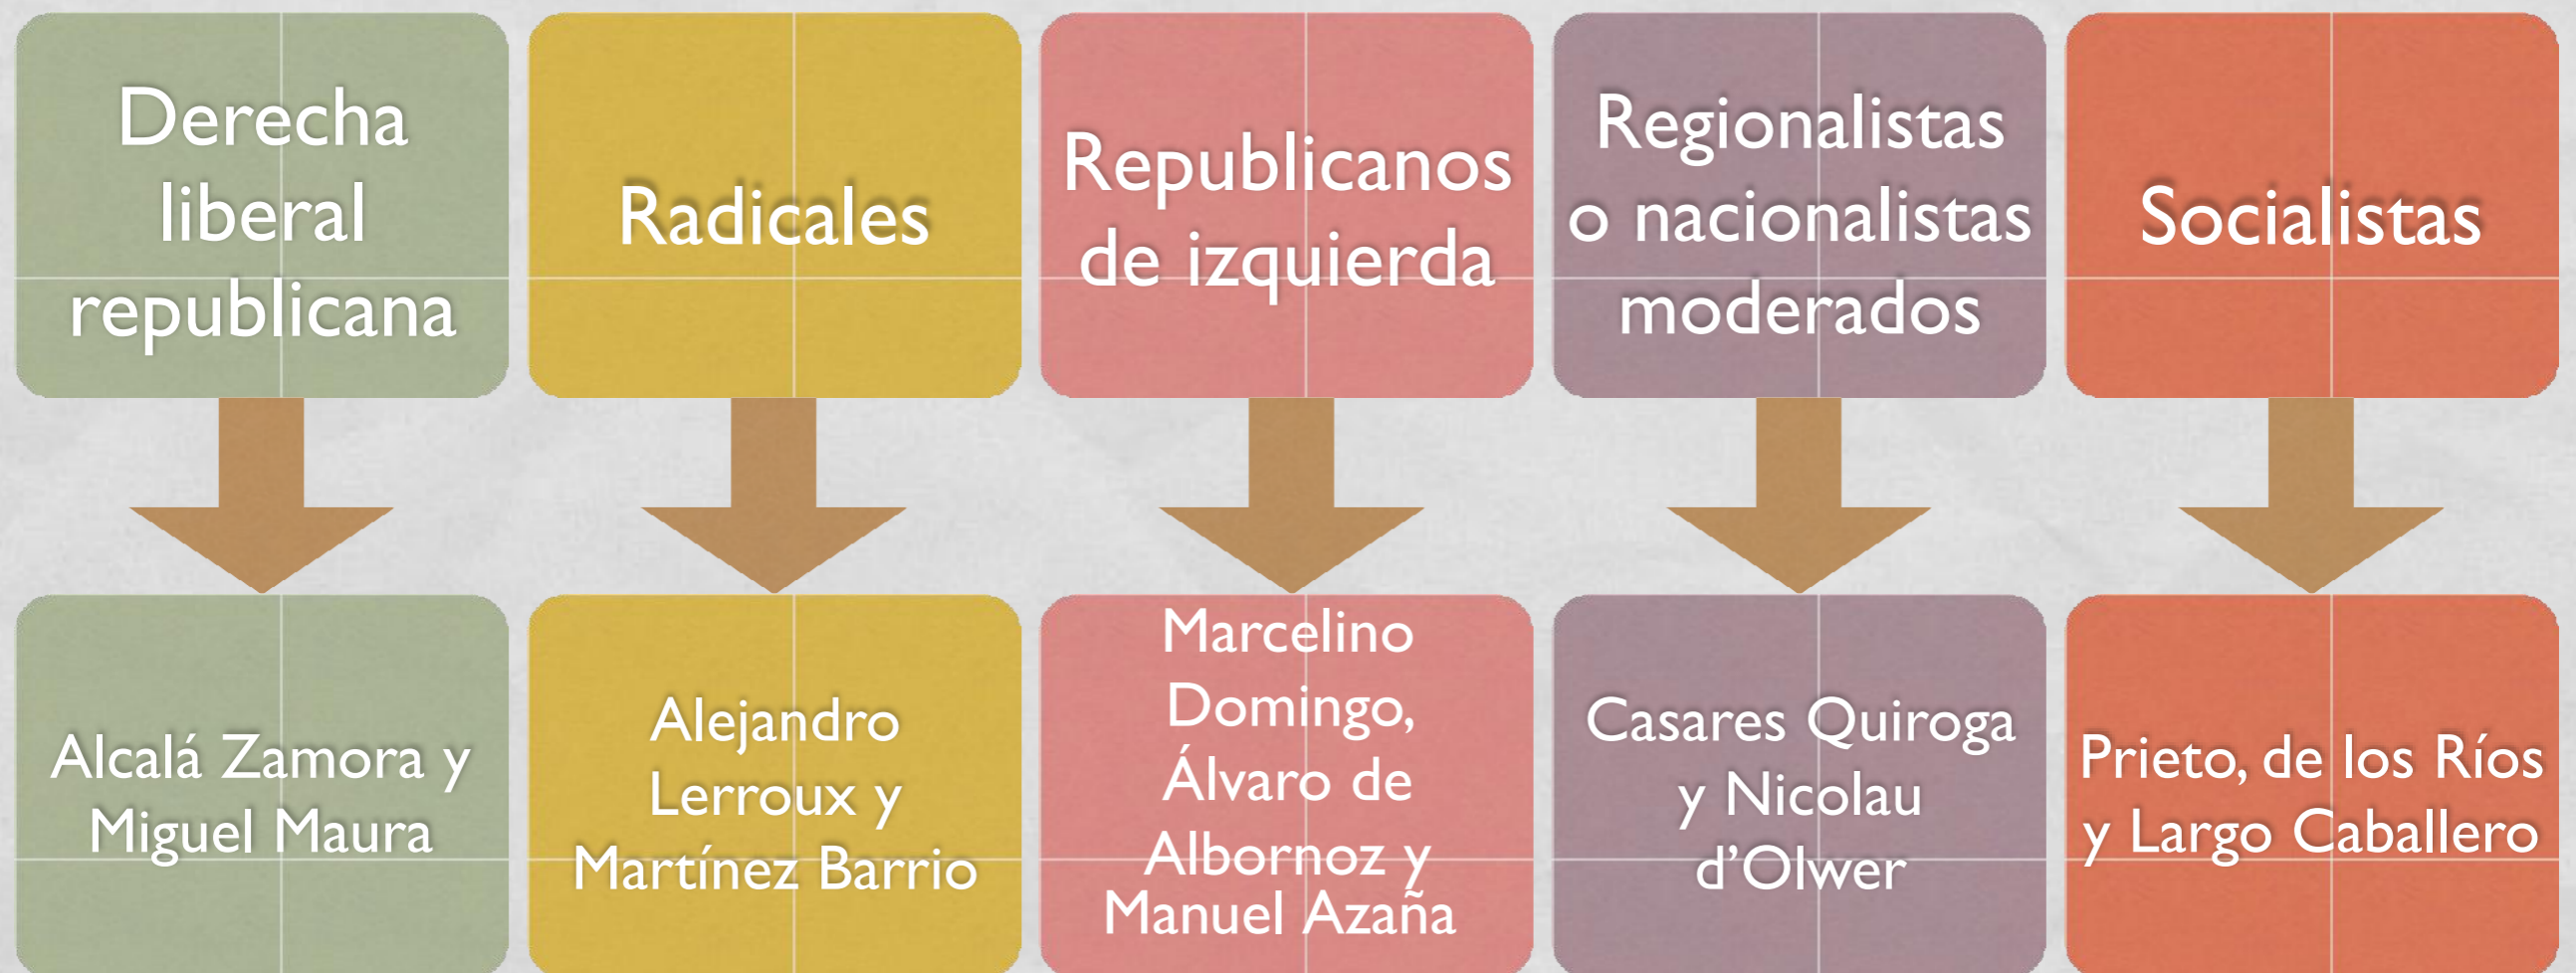 Derecha
liberal
republicana
Radicales
Republicanos
de izquierda
Regionalistas
o nacionalistas
moderados
Socialistas
Alcalá Zamora y
Miguel Maura
Alejandro
Lerroux y
Martínez Barrio
Marcelino
Domingo,
Álvaro de
Albornoz y
Manuel Azaña
Casares Quiroga
y Nicolau
d’Olwer
Prieto, de los Ríos
y Largo Caballero